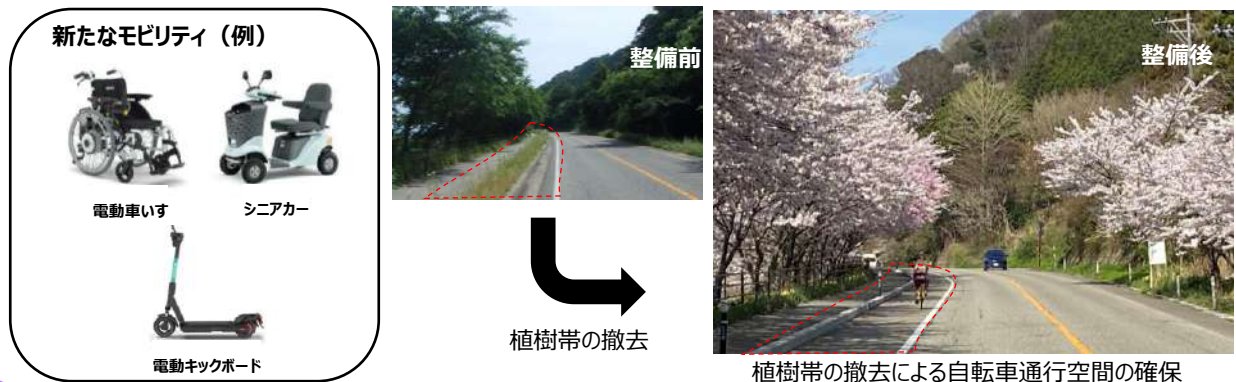 新たなモビリティ（例）
電動車いす
シニアカー
電動キックボード
整備前
植樹帯の撤去
整備後
植樹帯の撤去による自転車通行空間の確保